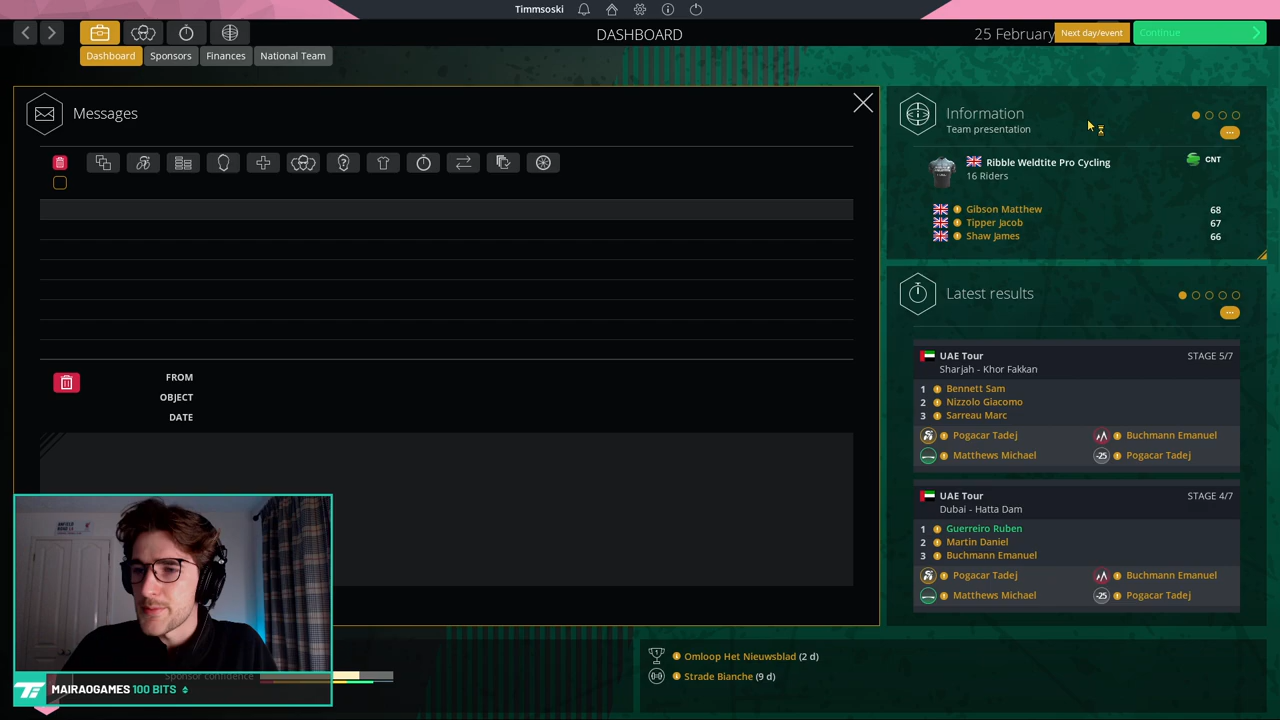 Timmsoski
DASHBOARD
25 February
Next day/event
Continue
Dashboard
Sponsors
Finances
National Team
Messages
FROM
OBJECT
DATE
Information
Team presentation
Ribble Weldtite Pro Cycling
CNT
16 Riders
Gibson Matthew 68
Tipper Jacob 67
Shaw James 66
Latest results
UAE Tour STAGE 5/7
Sharjah - Khor Fakkan
1 Bennett Sam
2 Nizzolo Giacomo
3 Sarreau Marc
Pogacar Tadej Buchmann Emanuel
Matthews Michael -25 Pogacar Tadej
UAE Tour STAGE 4/7
Dubai - Hatta Dam
1 Guerreiro Ruben
2 Martin Daniel
3 Buchmann Emanuel
Pogacar Tadej Buchmann Emanuel
Matthews Michael -25 Pogacar Tadej
Sponsor confidence
Omloop Het Nieuwsblad (2 d)
Strade Bianche (9 d)
MAIRAOGAMES 100 BITS